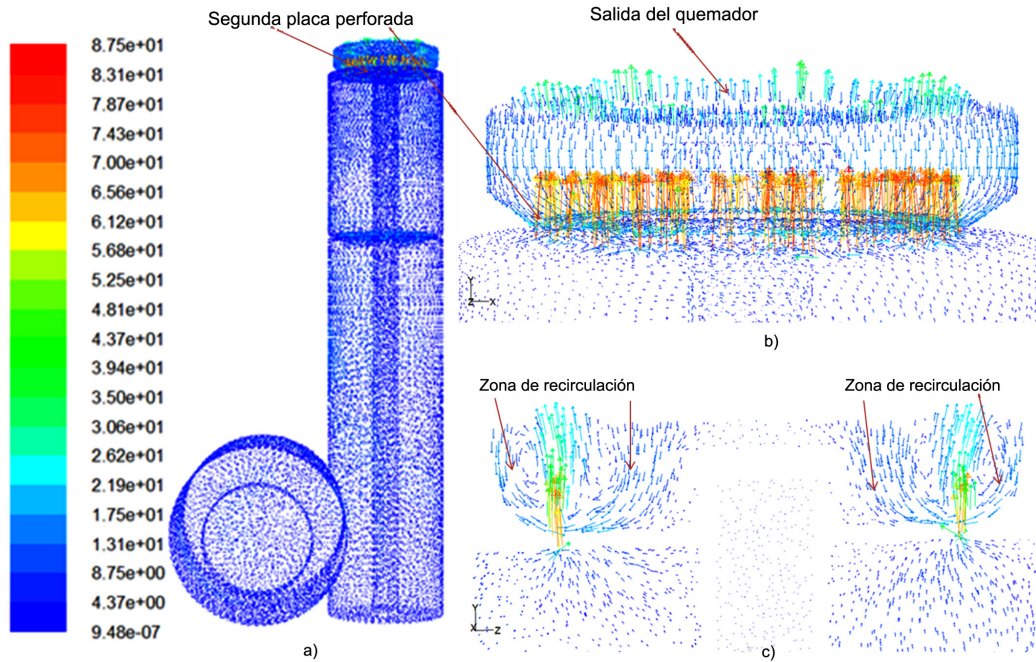 Segunda placa perforada
Salida del quemador
8.75e+01
8.31e+01
7.87e+01
7.43e+01
7.00e+01
6.56e+01
6.12e+01
5.68e+01
5.25e+01
4.81e+01
4.37e+01
3.94e+01
3.50e+01
3.06e+01
2.62e+01
2.19e+01
1.75e+01
1.31e+01
8.75e+00
4.37e+00
9.48e-07
a)
Y
Z
X
b)
Zona de recirculación
Zona de recirculación
Y
X
Z
c)